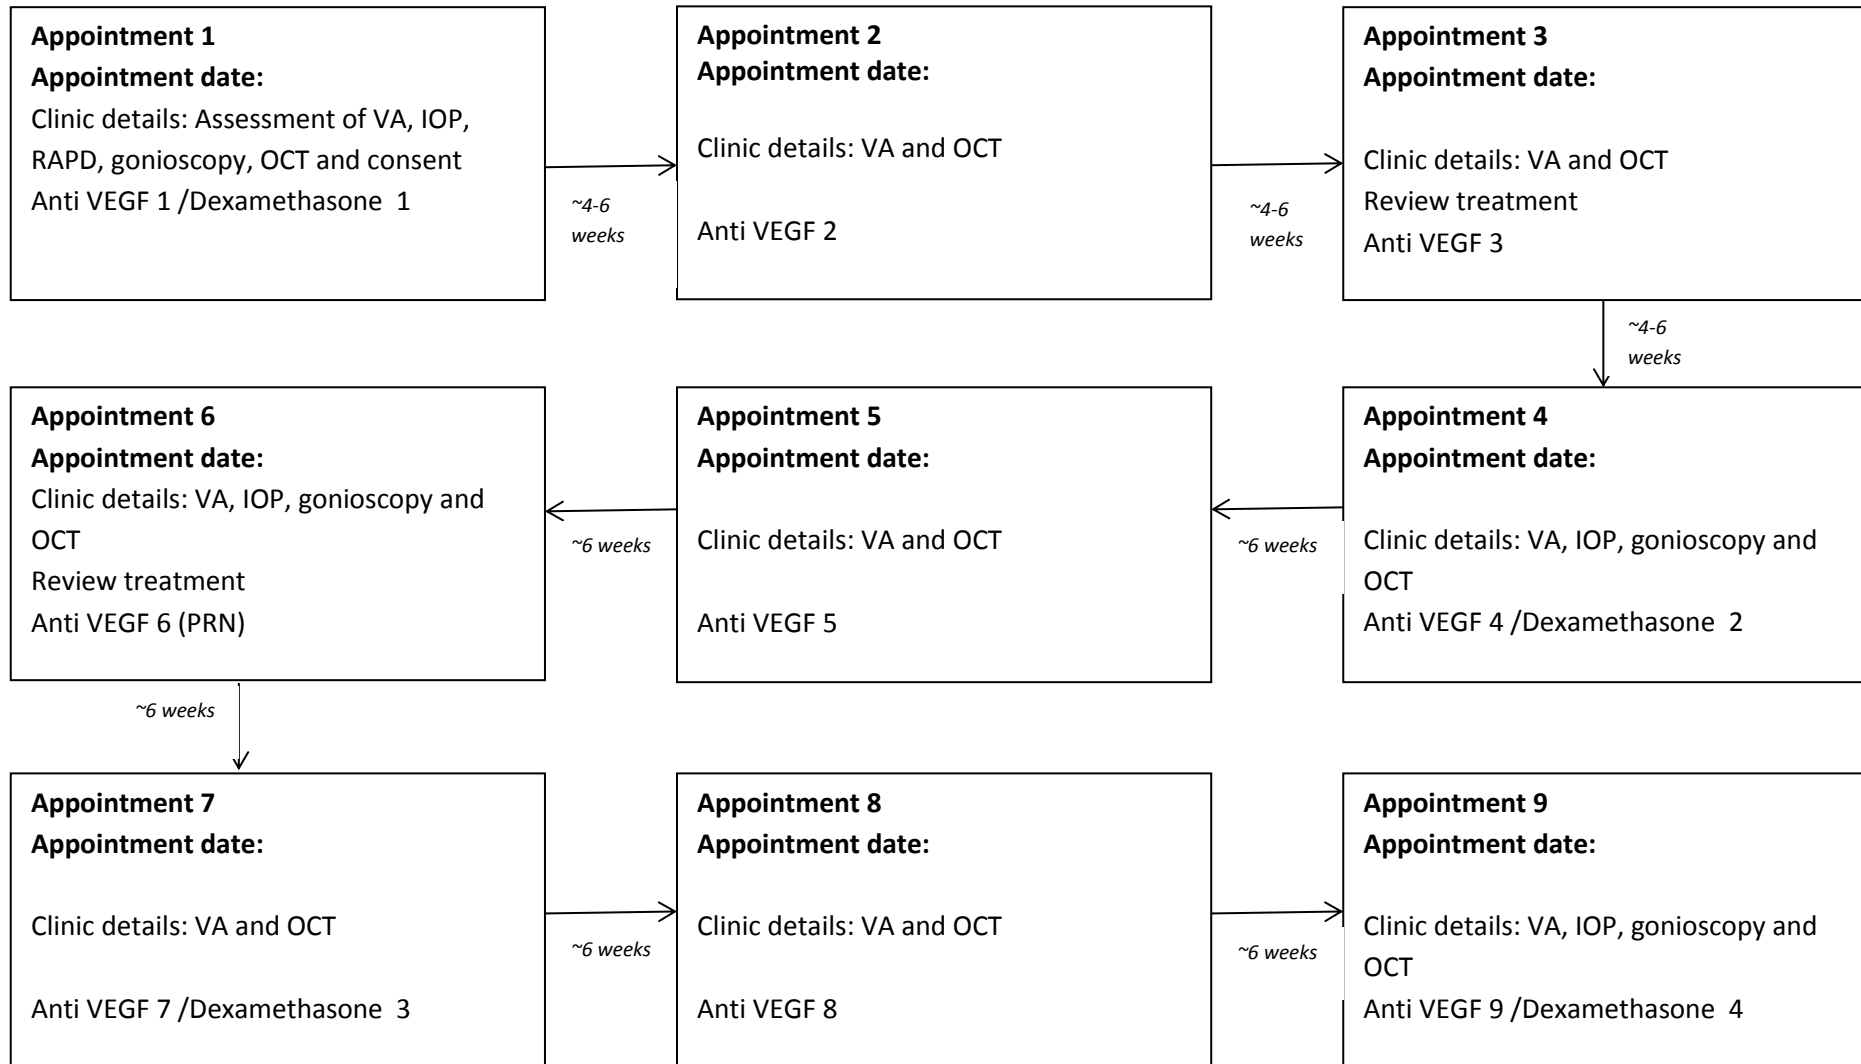 Appointment 1
Appointment date:
Clinic details: Assessment of VA, IOP,
RAPD, gonioscopy, OCT and consent
Anti VEGF 1 /Dexamethasone 1
~4-6
weeks
Appointment 2
Appointment date:
Clinic details: VA and OCT
Anti VEGF 2
~4-6
weeks
Appointment 3
Appointment date:
Clinic details: VA and OCT
Review treatment
Anti VEGF 3
~4-6
weeks
Appointment 4
Appointment date:
Clinic details: VA, IOP, gonioscopy and
OCT
Anti VEGF 4 /Dexamethasone 2
~6 weeks
Appointment 5
Appointment date:
Clinic details: VA and OCT
Anti VEGF 5
~6 weeks
Appointment 6
Appointment date:
Clinic details: VA, IOP, gonioscopy and
OCT
Review treatment
Anti VEGF 6 (PRN)
~6 weeks
Appointment 7
Appointment date:
Clinic details: VA and OCT
Anti VEGF 7 /Dexamethasone 3
~6 weeks
Appointment 8
Appointment date:
Clinic details: VA and OCT
Anti VEGF 8
~6 weeks
Appointment 9
Appointment date:
Clinic details: VA, IOP, gonioscopy and
OCT
Anti VEGF 9 /Dexamethasone 4